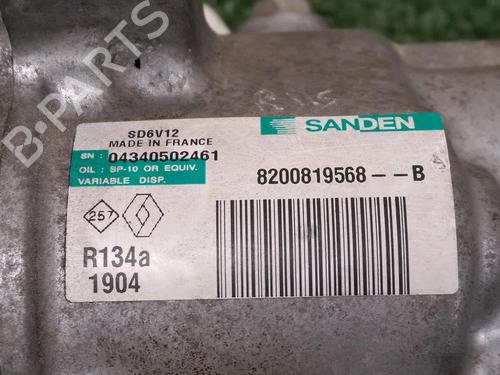 B-PARTS
SD6V12
MADE IN FRANCE
SANDEN
SN : 04340502461
OIL : SP-10 OR EQUIV.
VARIABLE DISP.
8200819568--B
257
R134a
1904